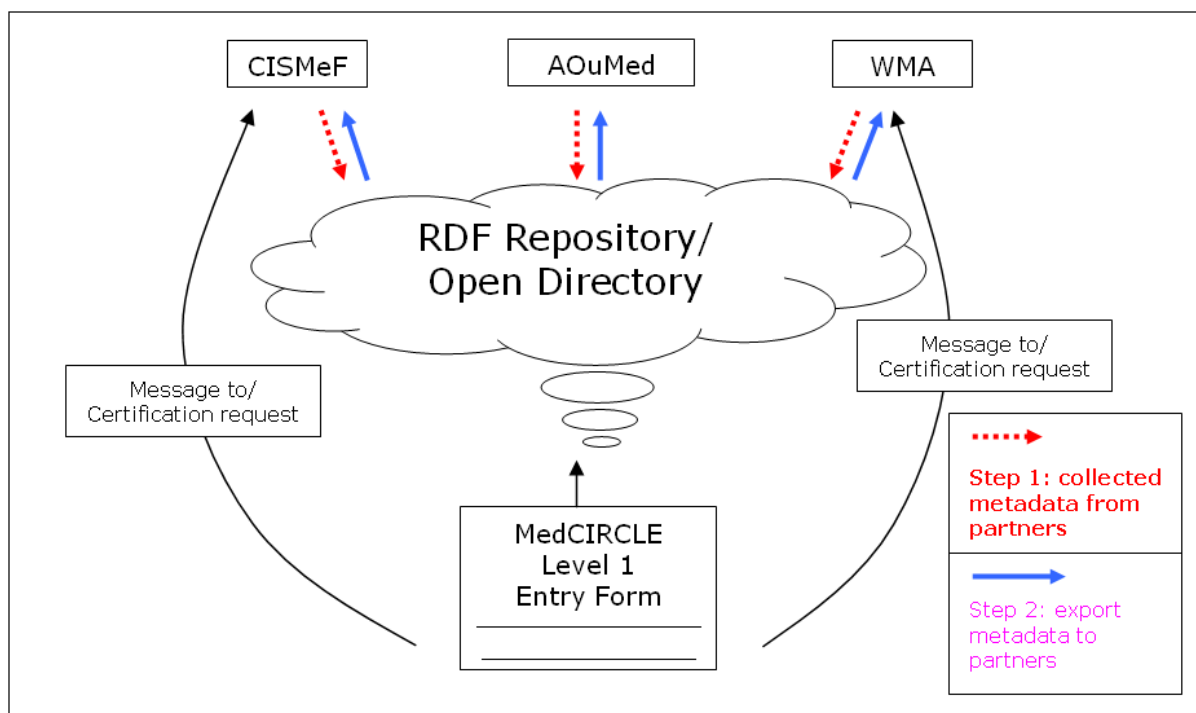 CISMeF
AQuMed
WMA
RDF Repository/
Open Directory
Message to/
Certification request
Message to/
Certification request
MedCIRCLE
Level 1
Entry Form
Step 1: collected
metadata from
partners
Step 2: export
metadata to
partners